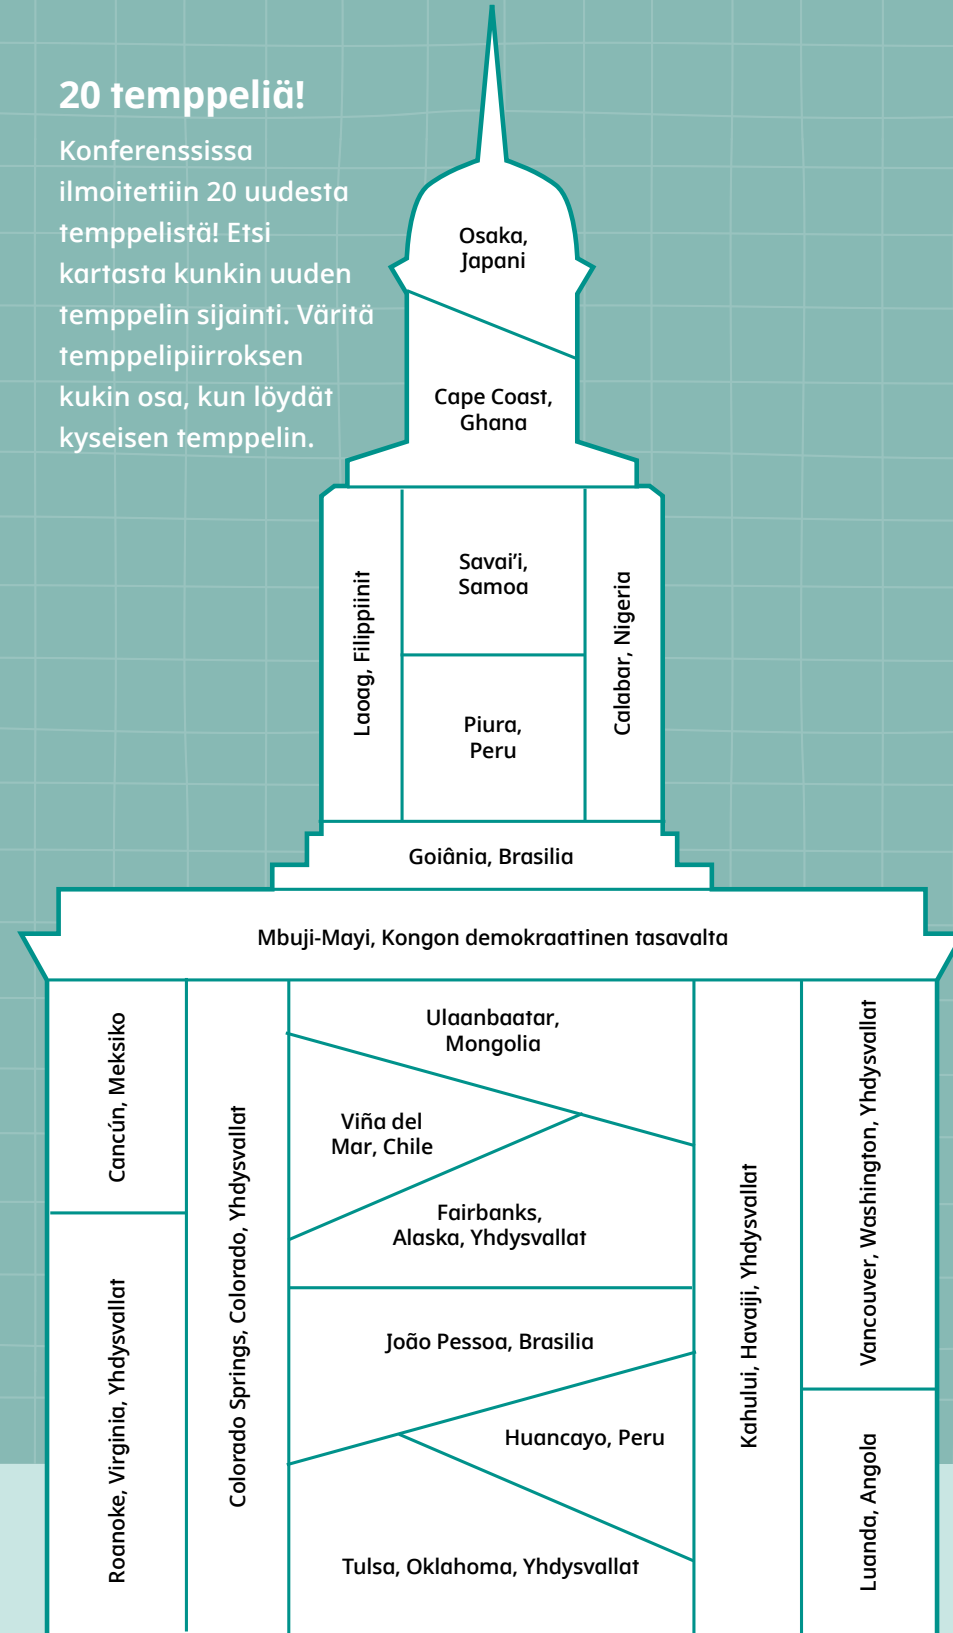 20 temppeliä!
Konferenssissa
ilmoitettiin 20 uudesta
temppelistä! Etsi
kartasta kunkin uuden
temppelin sijainti. Väritä
temppelipiirroksen
kukin osa, kun löydät
kyseisen temppelin.
Osaka,
Japani
Cape Coast,
Ghana
Laoag, Filippiinit
Savai’i,
Samoa
Piura,
Peru
Calabar, Nigeria
Goiânia, Brasilia
Mbuji-Mayi, Kongon demokraattinen tasavalta
Cancún, Meksiko
Roanoke, Virginia, Yhdysvallat
Colorado Springs, Colorado, Yhdysvallat
Ulaanbaatar,
Mongolia
Viña del
Mar, Chile
Fairbanks,
Alaska, Yhdysvallat
João Pessoa, Brasilia
Huancayo, Peru
Tulsa, Oklahoma, Yhdysvallat
Kahului, Havaiji, Yhdysvallat
Vancouver, Washington, Yhdysvallat
Luanda, Angola